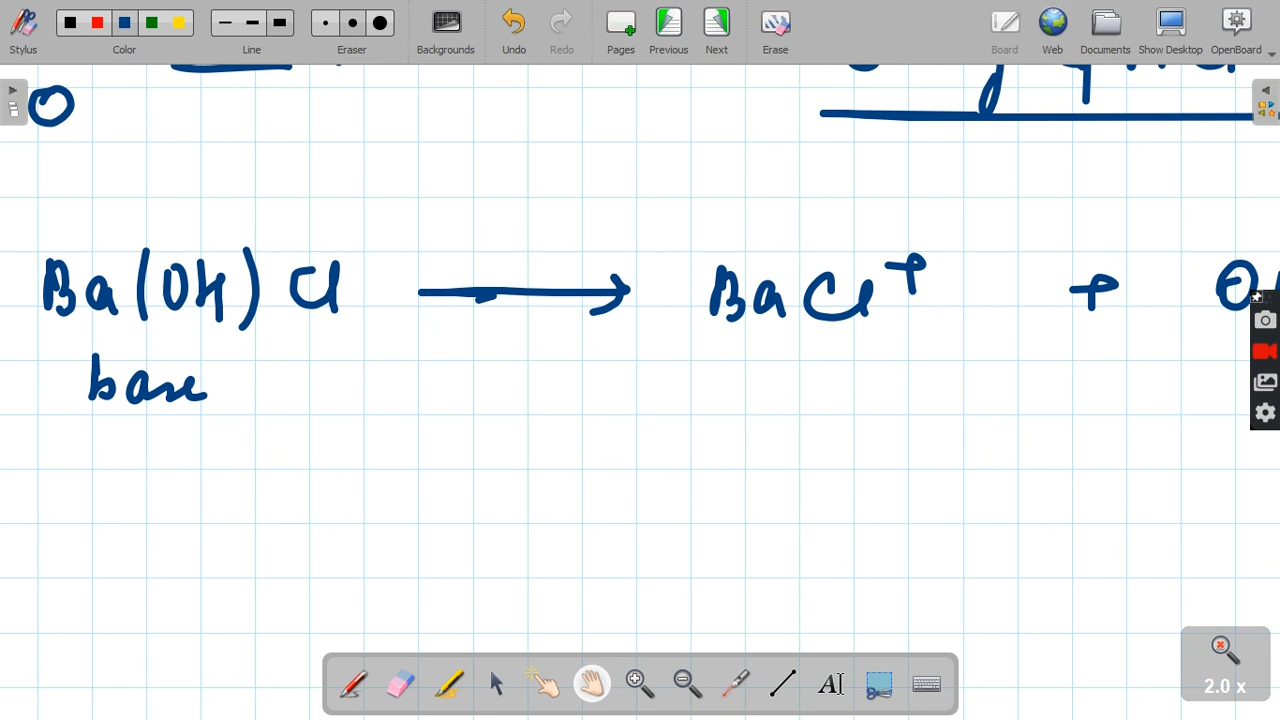 Stylus Color Line Eraser Backgrounds Undo Redo Pages Previous Next Erase Board Web Documents Show Desktop OpenBoard
0
Ba(OH) Cl ⟶ BaCl⁺ + O
base
2.0 x